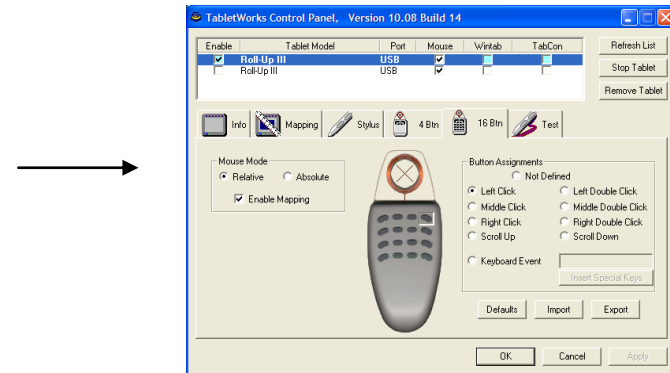 TabletWorks Control Panel, Version 10.08 Build 14
Enable Tablet Model Port Mouse Wintab TabCon
Roll-Up III USB
Roll-Up III USB
Refresh List
Stop Tablet
Remove Tablet
Info Mapping Stylus 4 Btn 16 Btn Test
Mouse Mode
Relative Absolute
Enable Mapping
Button Assignments
Not Defined
Left Click Left Double Click
Middle Click Middle Double Click
Right Click Right Double Click
Scroll Up Scroll Down
Keyboard Event
Insert Special Keys
Defaults Import Export
OK Cancel Apply